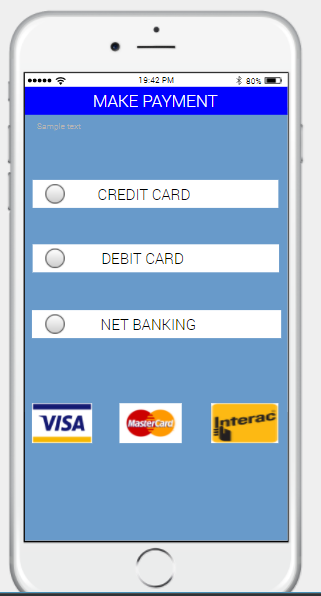 19:42 PM
80%
MAKE PAYMENT
Sample text
CREDIT CARD
DEBIT CARD
NET BANKING
VISA
MasterCard
Interac